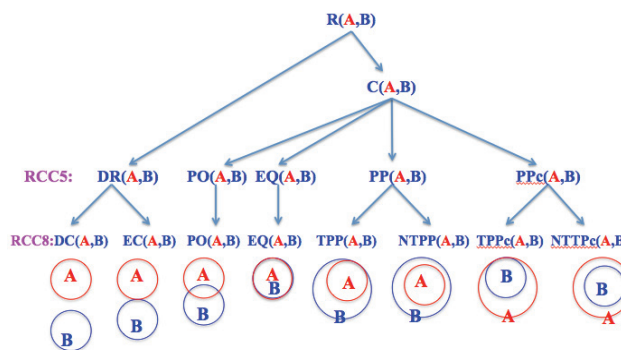 R(A,B)
C(A,B)
RCC5: DR(A,B) PO(A,B) EQ(A,B) PP(A,B) PPc(A,B)
RCC8:DC(A,B) EC(A,B) PO(A,B) EQ(A,B) TPP(A,B) NTPP(A,B) TPPc(A,B) NTTPc(A,B
A A A A A A B B
B B B B B B A A